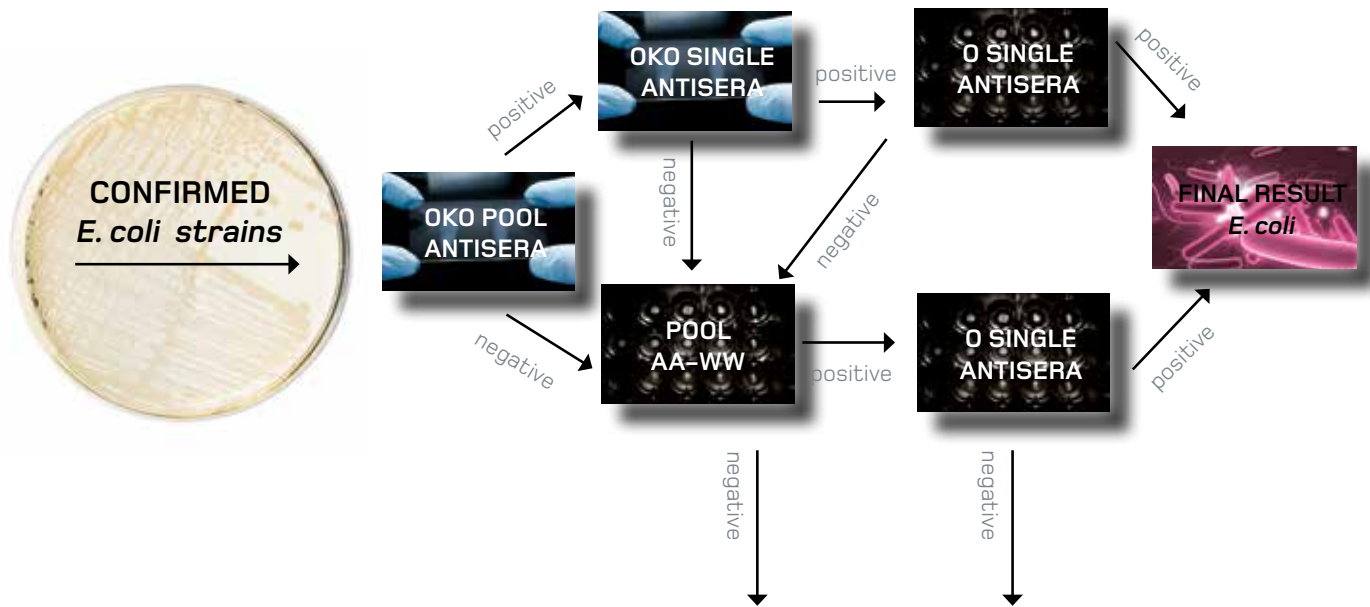 CONFIRMED
E. coli strains
OKO POOL
ANTISERA
positive
negative
OKO SINGLE
ANTISERA
positive
negative
O SINGLE
ANTISERA
positive
negative
POOL
AA–WW
positive
negative
O SINGLE
ANTISERA
positive
negative
FINAL RESULT
E. coli